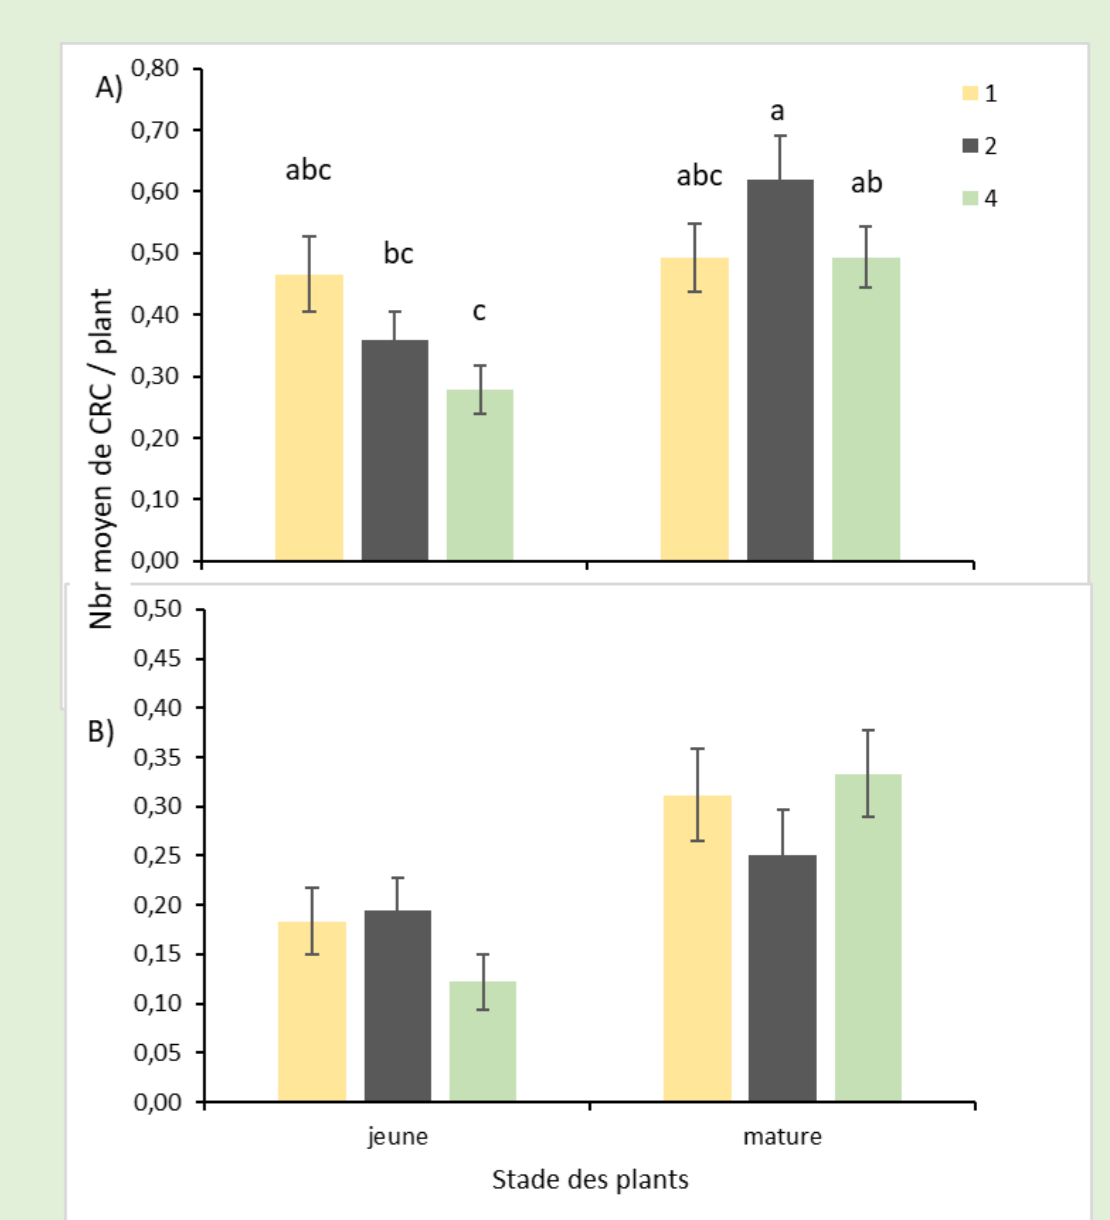 A)
Nbr moyen de CRC / plant
0,80
0,70
0,60
0,50
0,40
0,30
0,20
0,10
0,00
abc
bc
c
abc
a
ab
1
2
4
B)
0,50
0,45
0,40
0,35
0,30
0,25
0,20
0,15
0,10
0,05
0,00
jeune mature
Stade des plants